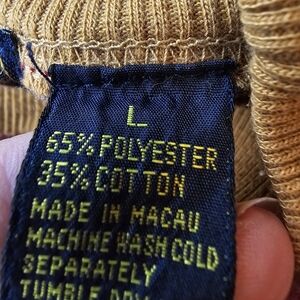 L
65% POLYESTER
35% COTTON
MADE IN MACAU
MACHINE WASH COLD
SEPARATELY
TUMBLE DRY